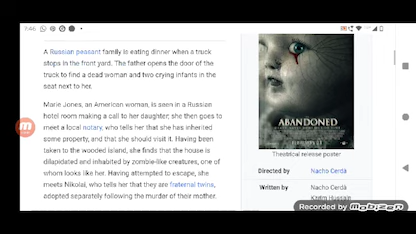 7:46
A Russian peasant family is eating dinner when a truck
stops in the front yard. The father opens the door of the
truck to find a dead woman and two crying infants in the
seat next to her.
Marie Jones, an American woman, is seen in a Russian
hotel room making a call to her daughter; she then goes to
meet a local notary, who tells her that she has inherited
some property, and that she should visit it. Having been
taken to the wooded island, she finds that the house is
dilapidated and inhabited by zombie-like creatures, one of
whom looks like her. Having attempted to escape, she
meets Nikolai, who tells her that they are fraternal twins,
adopted separately following the murder of their mother.
ABANDONED
Theatrical release poster
Directed by Nacho Cerdà
Written by Nacho Cerdà
Karim Hussain
Recorded by Mobizen